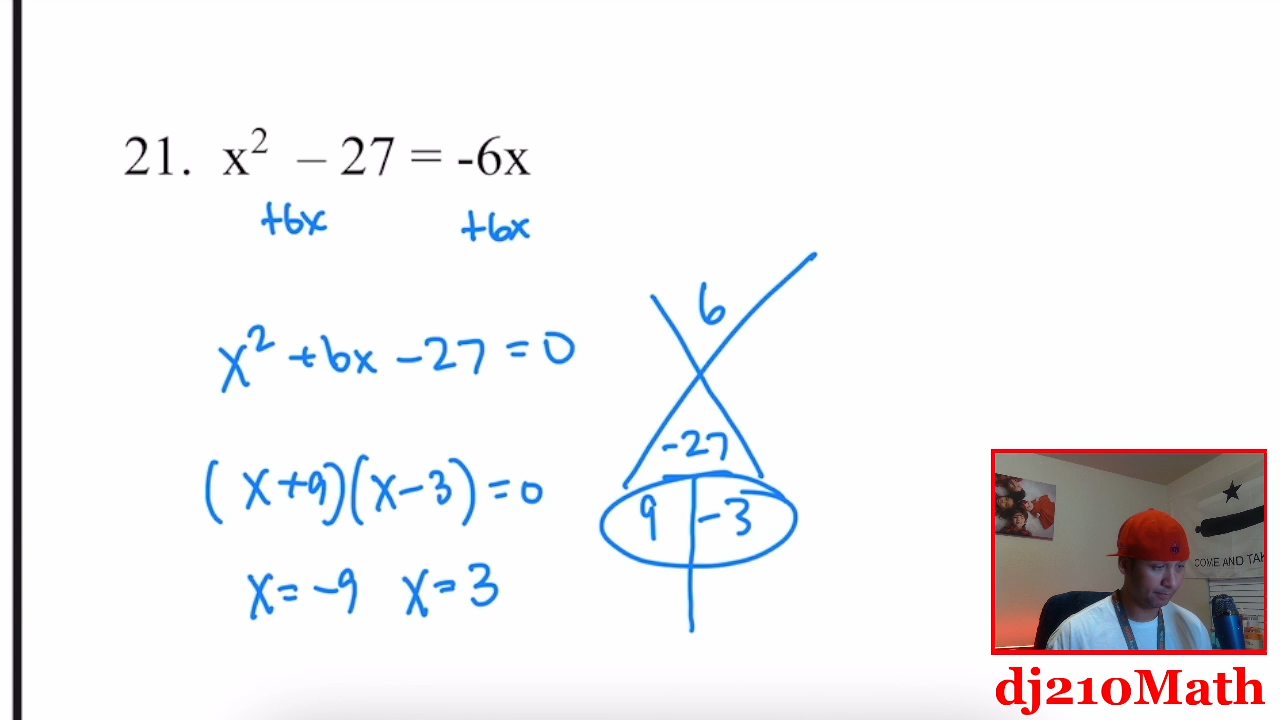 21. x² – 27 = -6x
+6x +6x
x² +6x -27 = 0
6
-27
(x+9)(x-3) = 0
9 -3
x = -9 x = 3
COME AND TAK
dj210Math